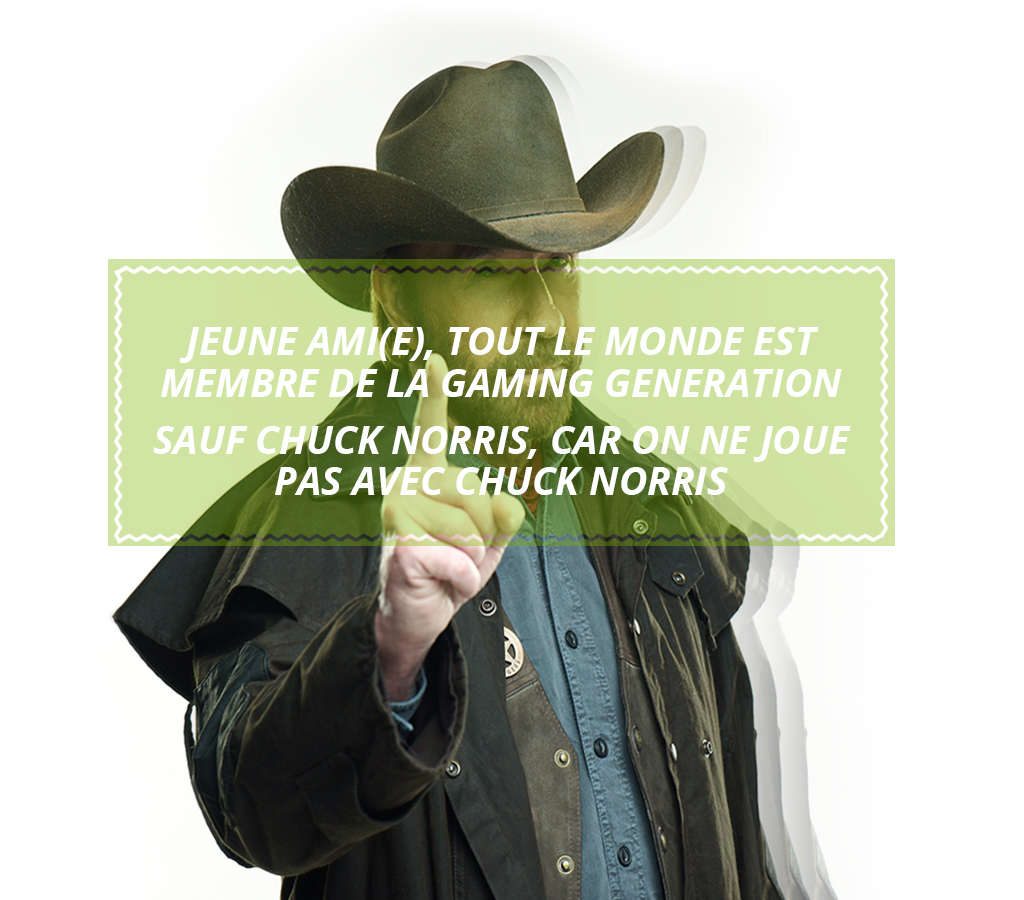 JEUNE AMI(E), TOUT LE MONDE EST
MEMBRE DE LA GAMING GENERATION
SAUF CHUCK NORRIS, CAR ON NE JOUE
PAS AVEC CHUCK NORRIS